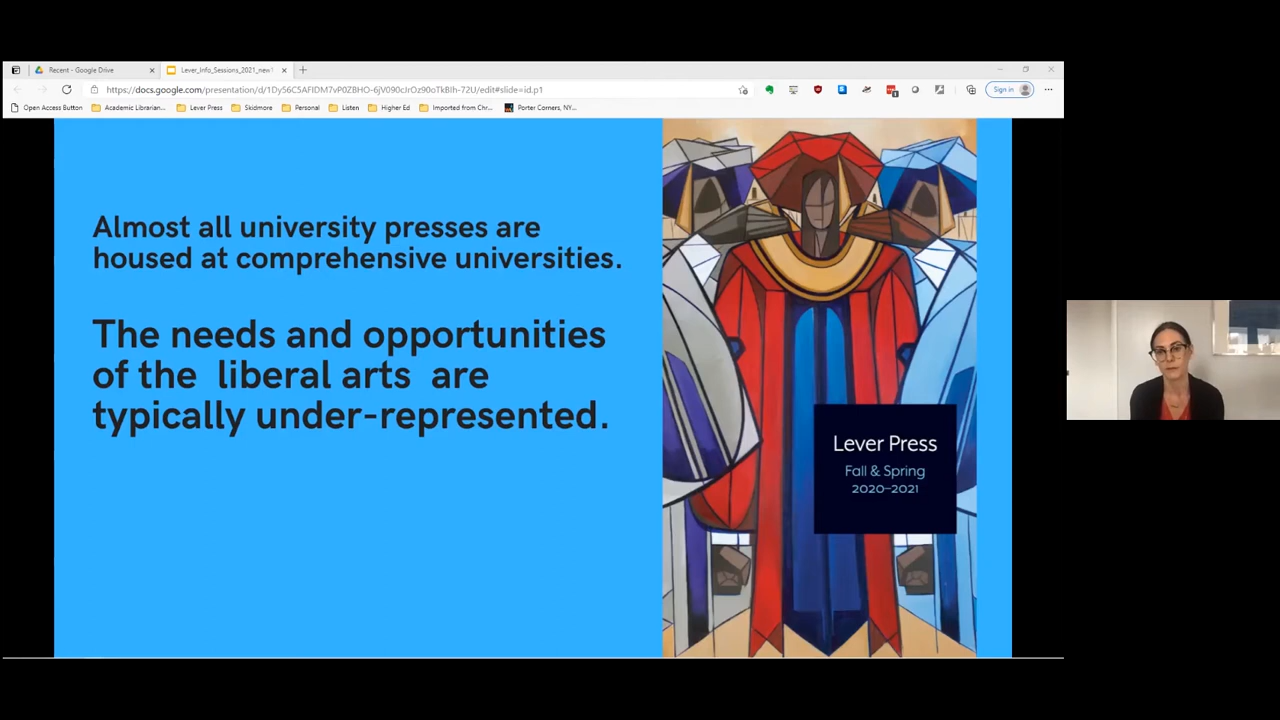 Recent - Google Drive
Lever_Info_Sessions_2021_new1
https://docs.google.com/presentation/d/1Dy56C5AFIDM7vP0ZBHO-6jV090cJrOz90oTkBlh-72U/edit#slide=id.p1
Sign in
Open Access Button
Academic Librarian...
Lever Press
Skidmore
Personal
Listen
Higher Ed
Imported from Chr...
Porter Corners, NY...
Almost all university presses are
housed at comprehensive universities.
The needs and opportunities
of the liberal arts are
typically under-represented.
Lever Press
Fall & Spring
2020–2021